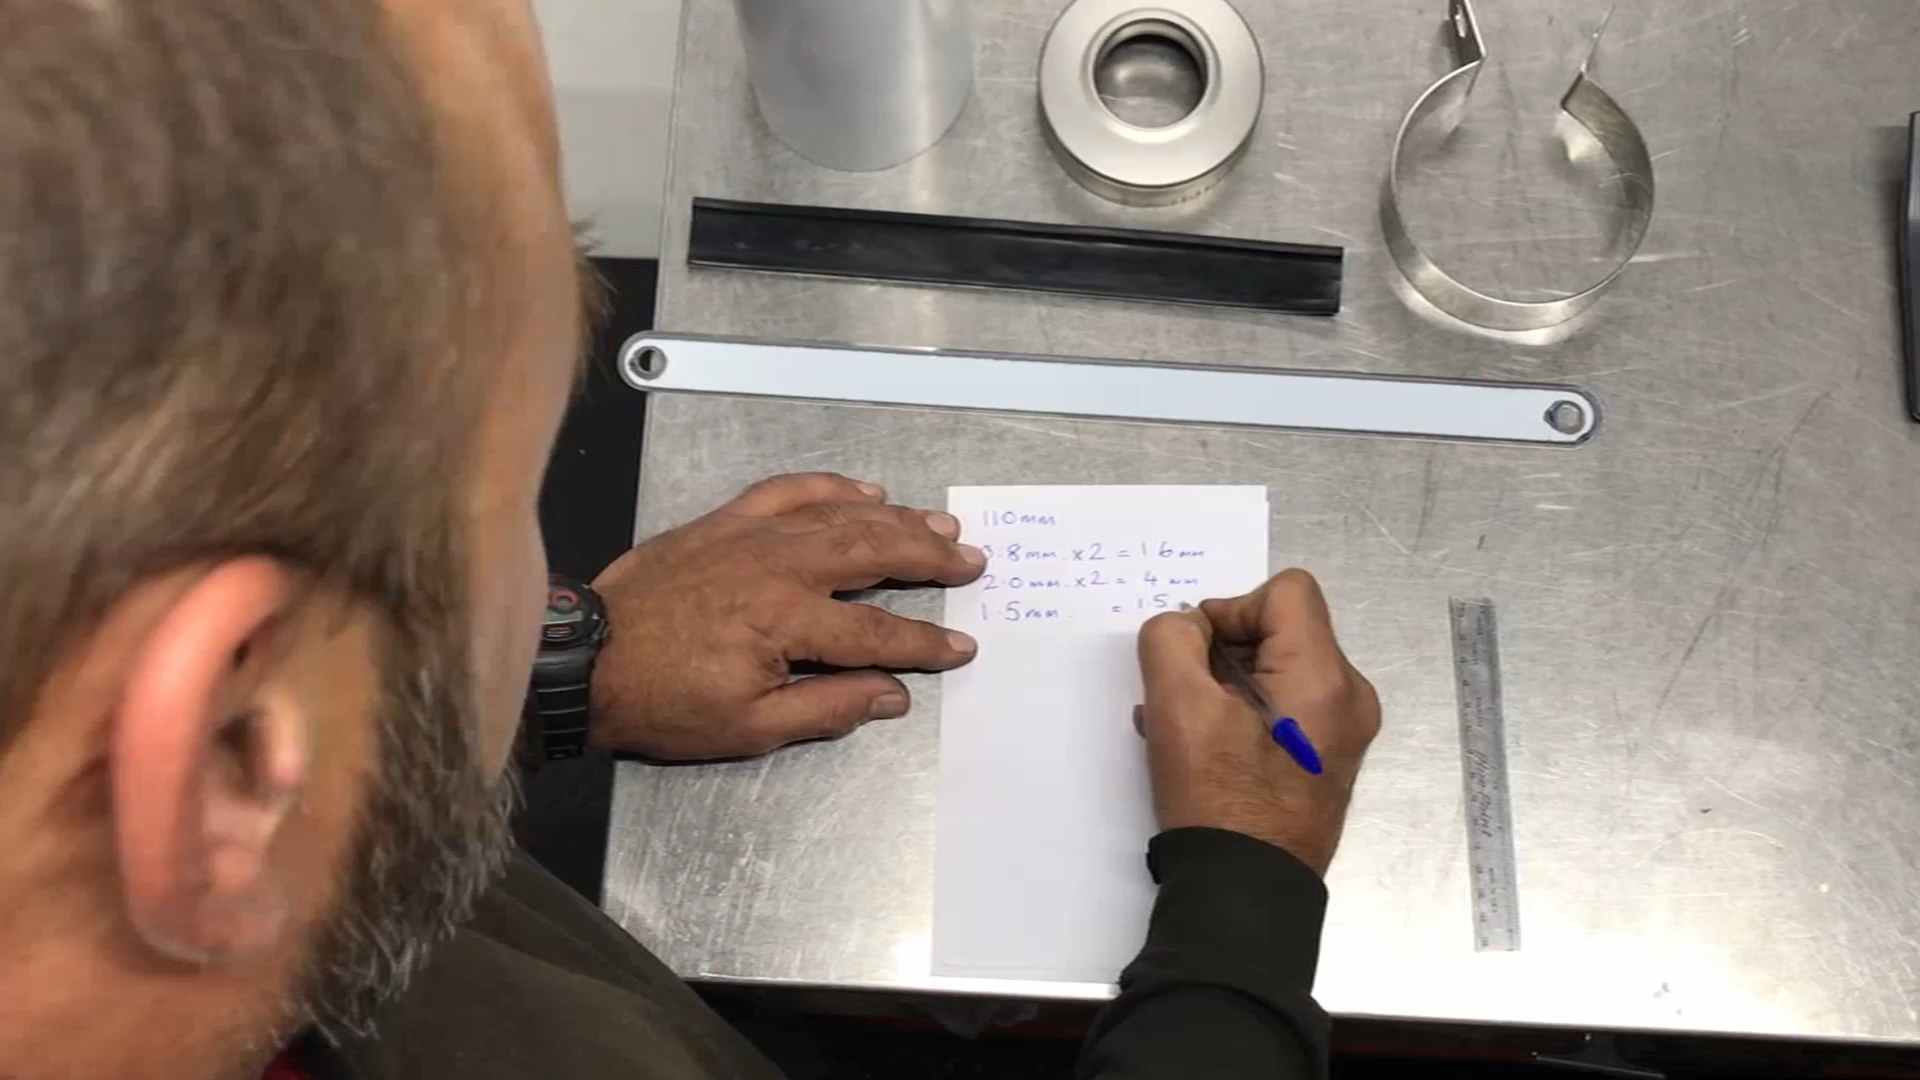 110mm
0.8mm. x2 = 1.6mm
2.0mm. x2 = 4mm
1.5mm. = 1.5